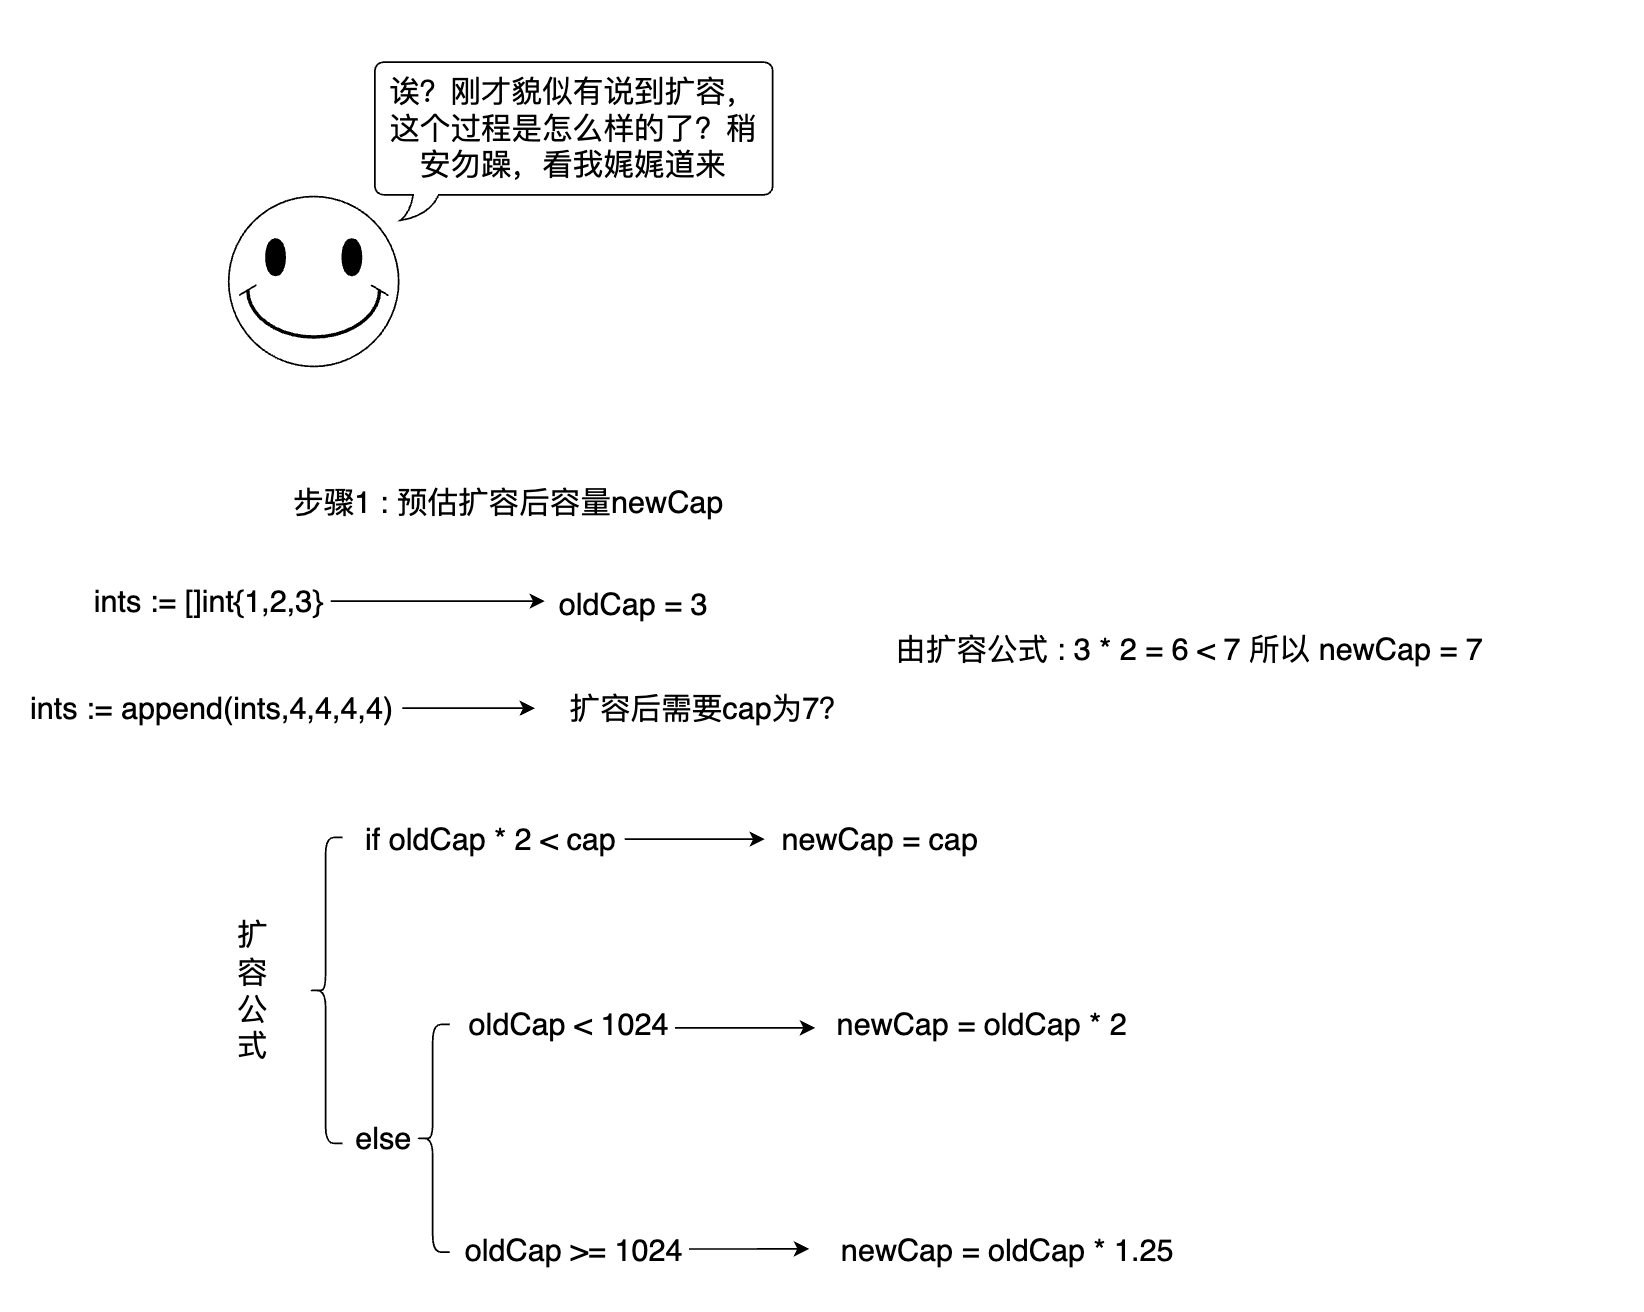 诶？刚才貌似有说到扩容，
这个过程是怎么样的了？稍
安勿躁，看我娓娓道来
步骤1 : 预估扩容后容量newCap
ints := []int{1,2,3}
oldCap = 3
由扩容公式 : 3 * 2 = 6 < 7 所以 newCap = 7
ints := append(ints,4,4,4,4)
扩容后需要cap为7?
if oldCap * 2 < cap
newCap = cap
扩
容
公
式
oldCap < 1024
newCap = oldCap * 2
else
oldCap >= 1024
newCap = oldCap * 1.25